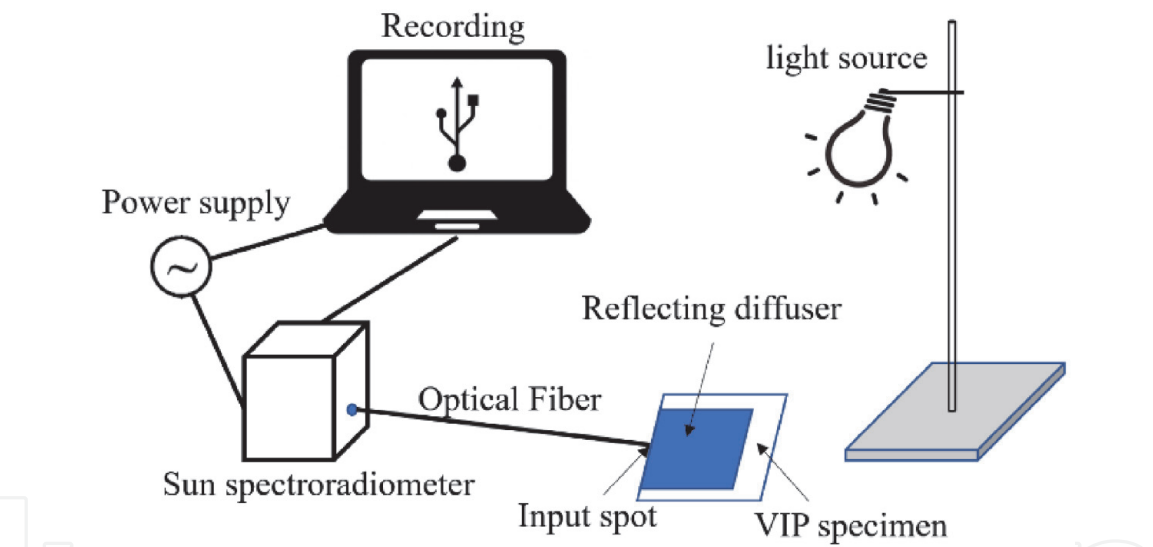 Recording
light source
Power supply
Reflecting diffuser
Optical Fiber
Sun spectroradiometer
Input spot
VIP specimen